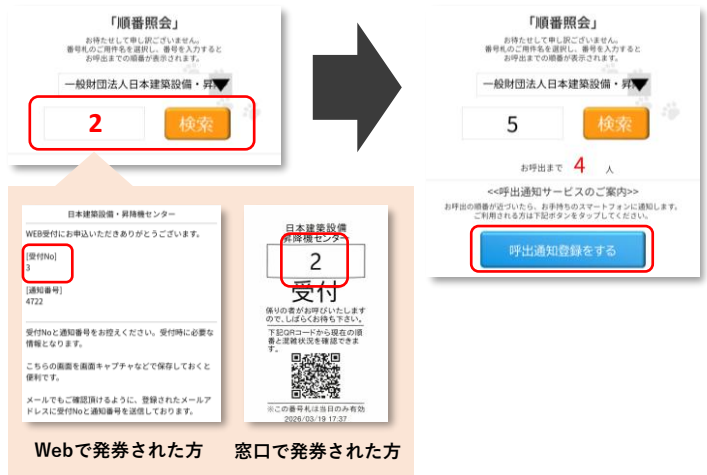 「順番照会」
お待たせして申し訳ございません。
番号札のご用件名を選択し、番号を入力すると
お呼出までの順番が表示されます。
一般財団法人日本建築設備・昇
2
検索
「順番照会」
お待たせして申し訳ございません。
番号札のご用件名を選択し、番号を入力すると
お呼出までの順番が表示されます。
一般財団法人日本建築設備・昇
5
検索
お呼出まで 4 人
<<呼出通知サービスのご案内>>
お呼出の順番が近づいたら、お手持ちのスマートフォンに通知します。
ご利用される方は下記ボタンをタップしてください。
呼出通知登録をする
日本建築設備・昇降機センター
WEB受付にお申込いただきありがとうございます。
[受付No]
3
[通知番号]
4722
受付Noと通知番号をお控えください。受付時に必要な
情報となります。
こちらの画面を画面キャプチャなどで保存しておくと
便利です。
メールでもご確認頂けるように、登録されたメールア
ドレスに受付Noと通知番号を送信しております。
Webで発券された方
日本建築設備
昇降機センター
2
受付
係りの者がお呼びいたします
ので、しばらくお待ち下さい。
下記QRコードから現在の順
番と混雑状況を確認できま
す。
※この番号札は当日のみ有効
2026/03/19 17:37
窓口で発券された方